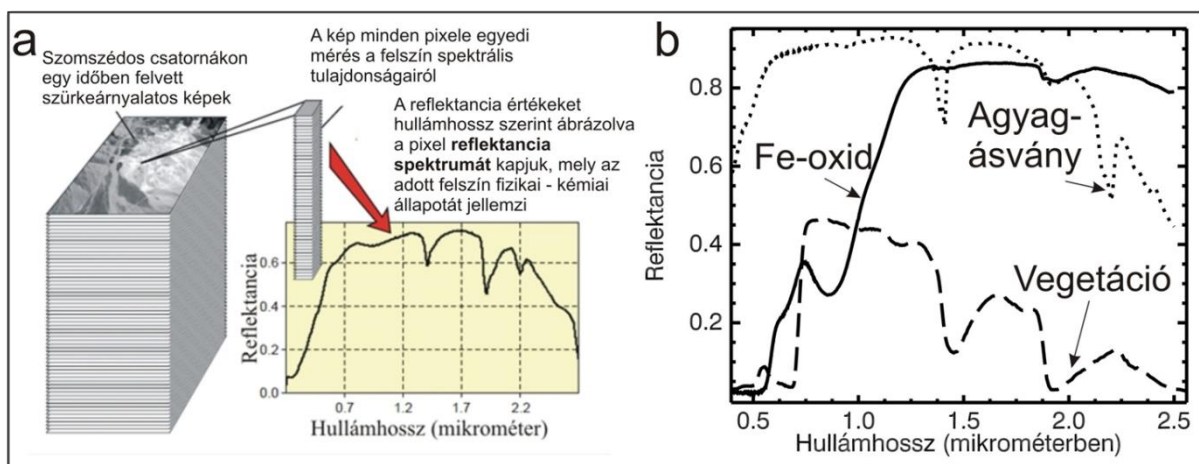 a
Szomszédos csatornákon
egy időben felvett
szürkeárnyalatos képek
A kép minden pixele egyedi
mérés a felszín spektrális
tulajdonságairól
A reflektancia értékeket
hullámhossz szerint ábrázolva
a pixel reflektancia
spektrumát kapjuk, mely az
adott felszín fizikai - kémiai
állapotát jellemzi
Reflektancia
0.6
0.4
0.2
0.0
0.7 1.2 1.7 2.2
Hullámhossz (mikrométer)
b
Reflektancia
0.8
0.6
0.4
0.2
Fe-oxid
Agyag-
ásvány
Vegetáció
0.5 1.0 1.5 2.0 2.5
Hullámhossz (mikrométerben)